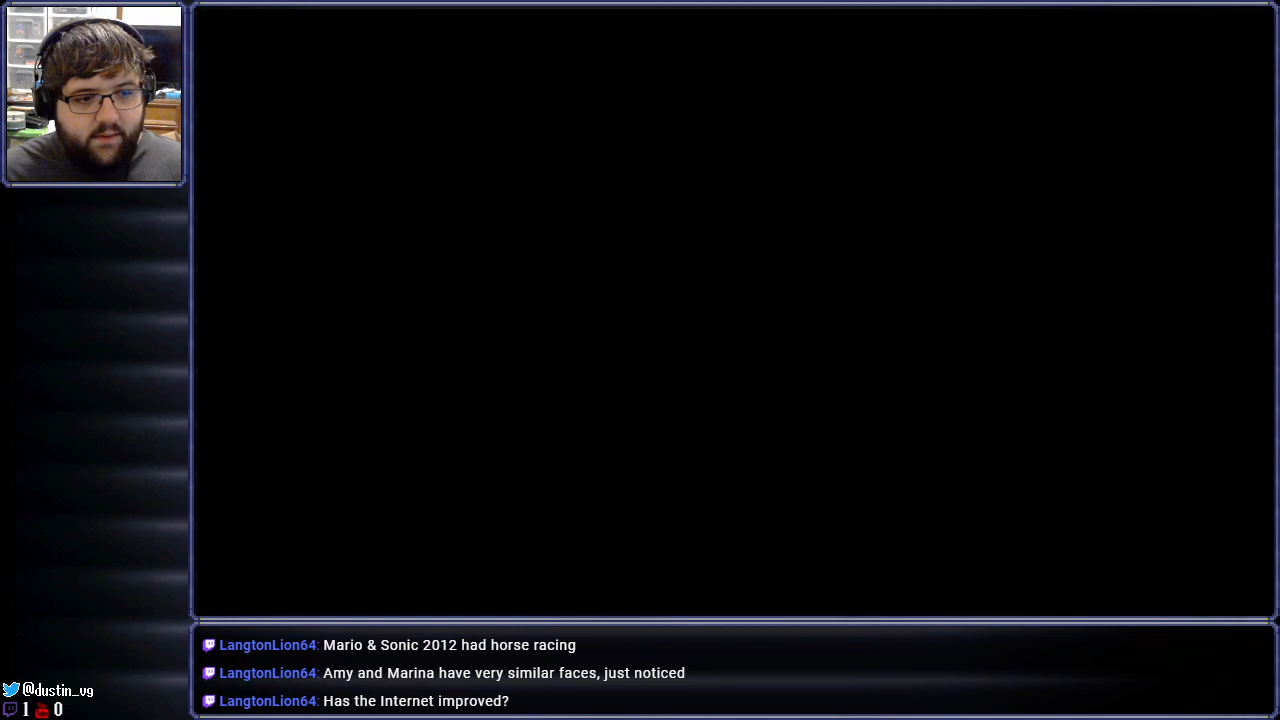 LangtonLion64: Mario & Sonic 2012 had horse racing
LangtonLion64: Amy and Marina have very similar faces, just noticed
LangtonLion64: Has the Internet improved?
@dustin_vg
1 0